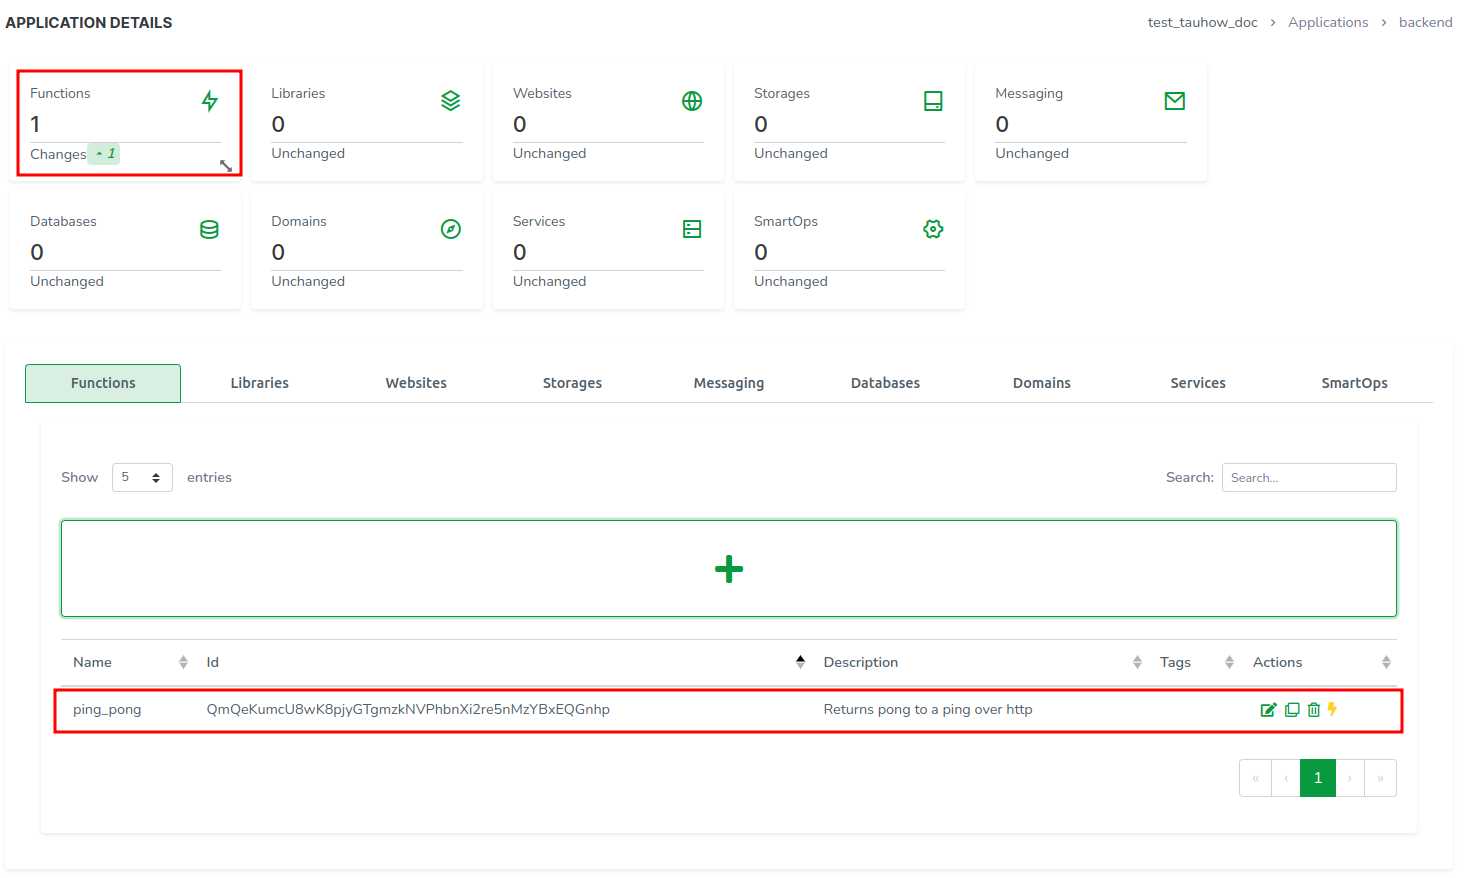 APPLICATION DETAILS
test_tauhow_doc > Applications > backend
Functions
1
Changes 1
Libraries
0
Unchanged
Websites
0
Unchanged
Storages
0
Unchanged
Messaging
0
Unchanged
Databases
0
Unchanged
Domains
0
Unchanged
Services
0
Unchanged
SmartOps
0
Unchanged
Functions Libraries Websites Storages Messaging Databases Domains Services SmartOps
Show 5 entries
Search: Search...
Name Id Description Tags Actions
ping_pong QmQeKumcU8wK8pjyGTgmzkNVPhbnXi2re5nMzYBxEQGnhp Returns pong to a ping over http
« ‹ 1 › »